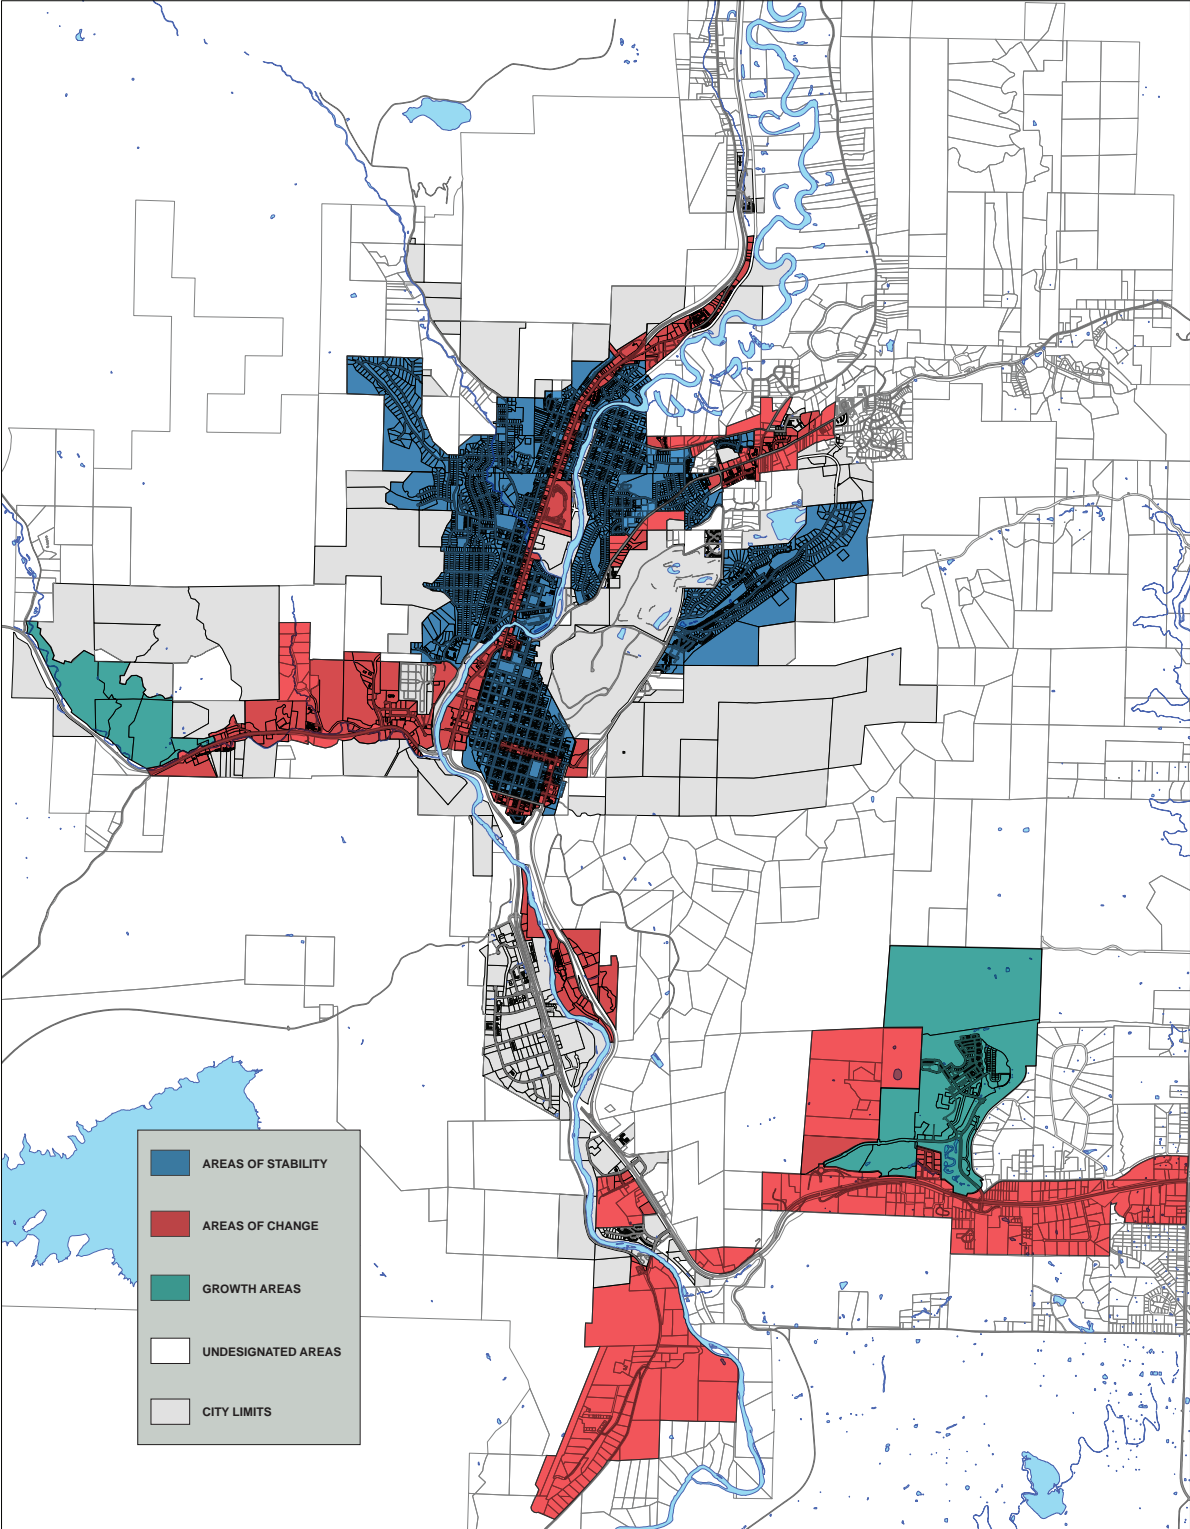 AREAS OF STABILITY
AREAS OF CHANGE
GROWTH AREAS
UNDESIGNATED AREAS
CITY LIMITS